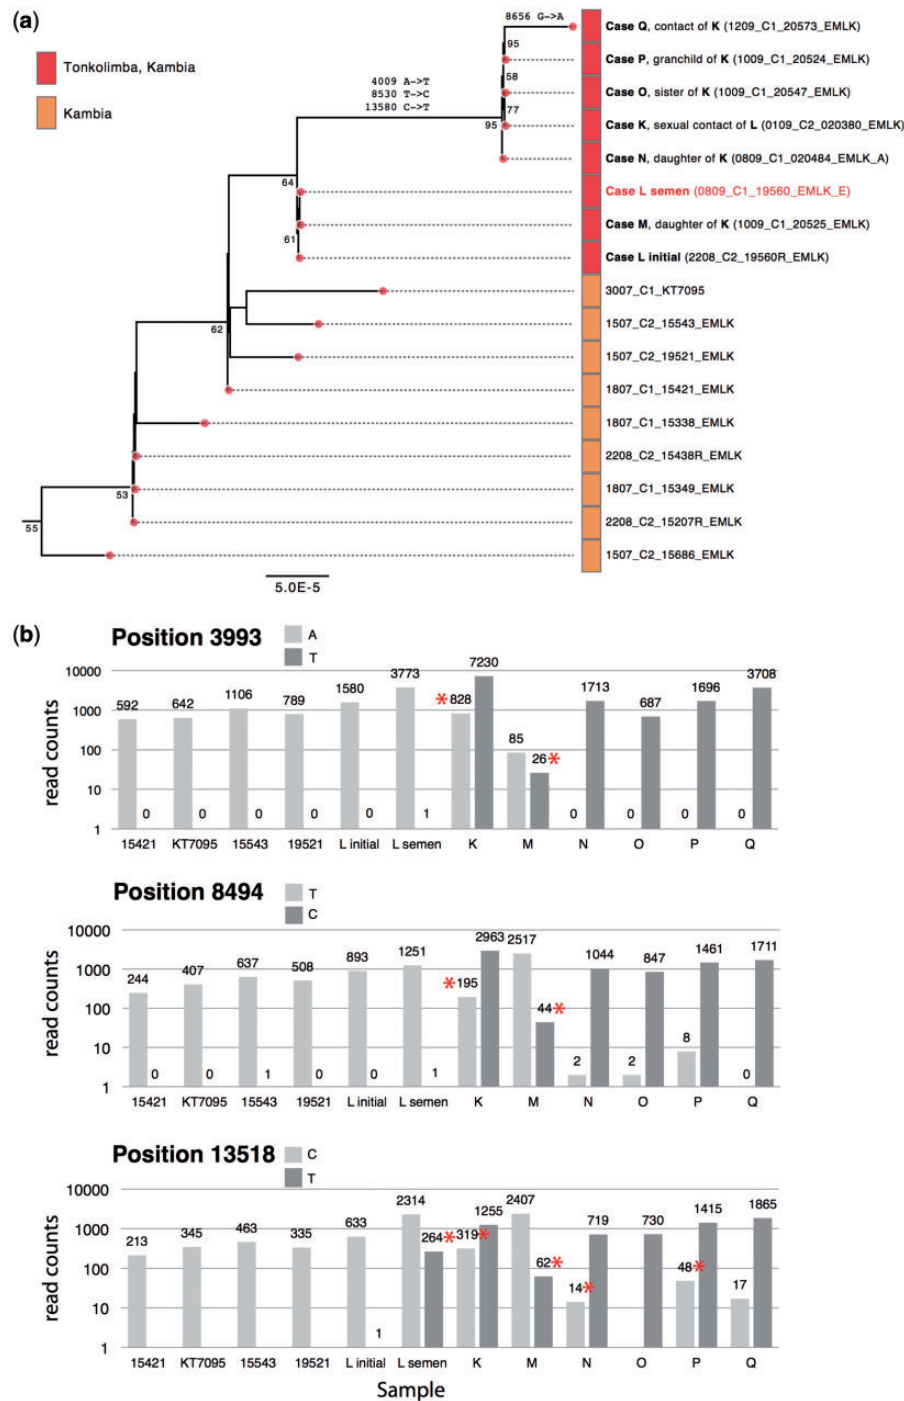 (a)
8656 G->A
Tonkolimba, Kambia
Kambia
4009 A->T
8530 T->C
13580 C->T
95
58
77
95
64
61
62
53
55
Case Q, contact of K (1209_C1_20573_EMLK)
Case P, granchild of K (1009_C1_20524_EMLK)
Case O, sister of K (1009_C1_20547_EMLK)
Case K, sexual contact of L (0109_C2_020380_EMLK)
Case N, daughter of K (0809_C1_020484_EMLK_A)
Case L semen (0809_C1_19560_EMLK_E)
Case M, daughter of K (1009_C1_20525_EMLK)
Case L initial (2208_C2_19560R_EMLK)
3007_C1_KT7095
1507_C2_15543_EMLK
1507_C2_19521_EMLK
1807_C1_15421_EMLK
1807_C1_15338_EMLK
2208_C2_15438R_EMLK
1807_C1_15349_EMLK
2208_C2_15207R_EMLK
1507_C2_15686_EMLK
5.0E-5
(b)
Position 3993
A
T
read counts
10000
1000
100
10
1
592 0 642 0 1106 0 789 0 1580 0 3773 1 * 828 7230 85 26 * 0 1713 0 687 0 1696 0 3708
15421 KT7095 15543 19521 L initial L semen K M N O P Q
Position 8494
T
C
read counts
10000
1000
100
10
1
244 0 407 0 637 1 508 0 893 0 1251 1 * 195 2963 2517 44 * 2 1044 2 847 8 1461 0 1711
15421 KT7095 15543 19521 L initial L semen K M N O P Q
Position 13518
C
T
read counts
10000
1000
100
10
1
213 345 463 335 633 1 2314 264 * 319 * 1255 2407 62 * 14 * 719 730 48 * 1415 17 1865
15421 KT7095 15543 19521 L initial L semen K M N O P Q
Sample